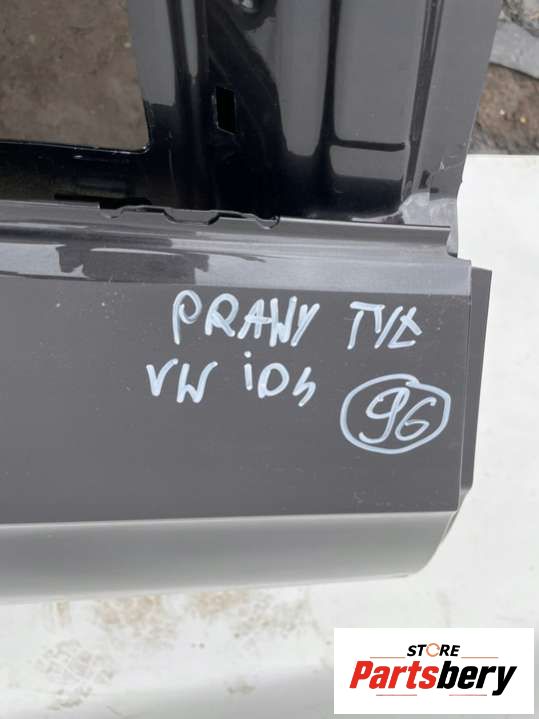 PRAWY TYŁ
VW iD4
96
STORE
Partsbery